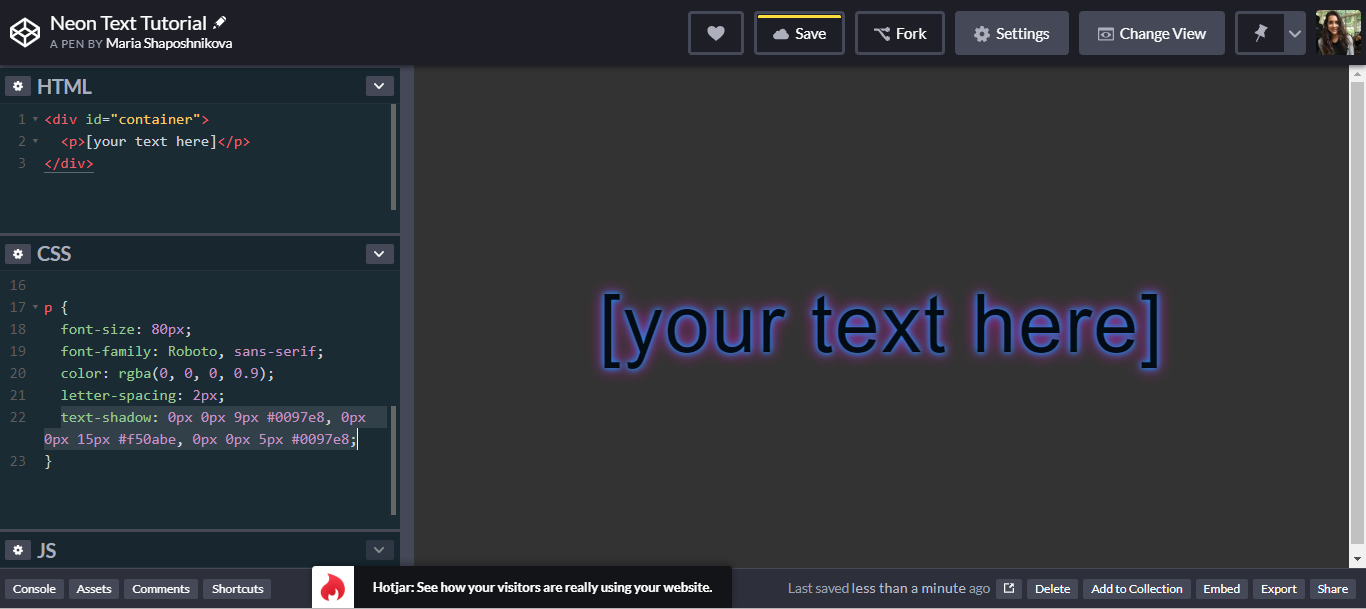 Neon Text Tutorial
A PEN BY Maria Shaposhnikova
Save
Fork
Settings
Change View
HTML
1 <div id="container">
2 <p>[your text here]</p>
3 </div>
CSS
16
17 p {
18 font-size: 80px;
19 font-family: Roboto, sans-serif;
20 color: rgba(0, 0, 0, 0.9);
21 letter-spacing: 2px;
22 text-shadow: 0px 0px 9px #0097e8, 0px
0px 15px #f50abe, 0px 0px 5px #0097e8;
23 }
[your text here]
JS
Console
Assets
Comments
Shortcuts
Hotjar: See how your visitors are really using your website.
Last saved less than a minute ago
Delete
Add to Collection
Embed
Export
Share